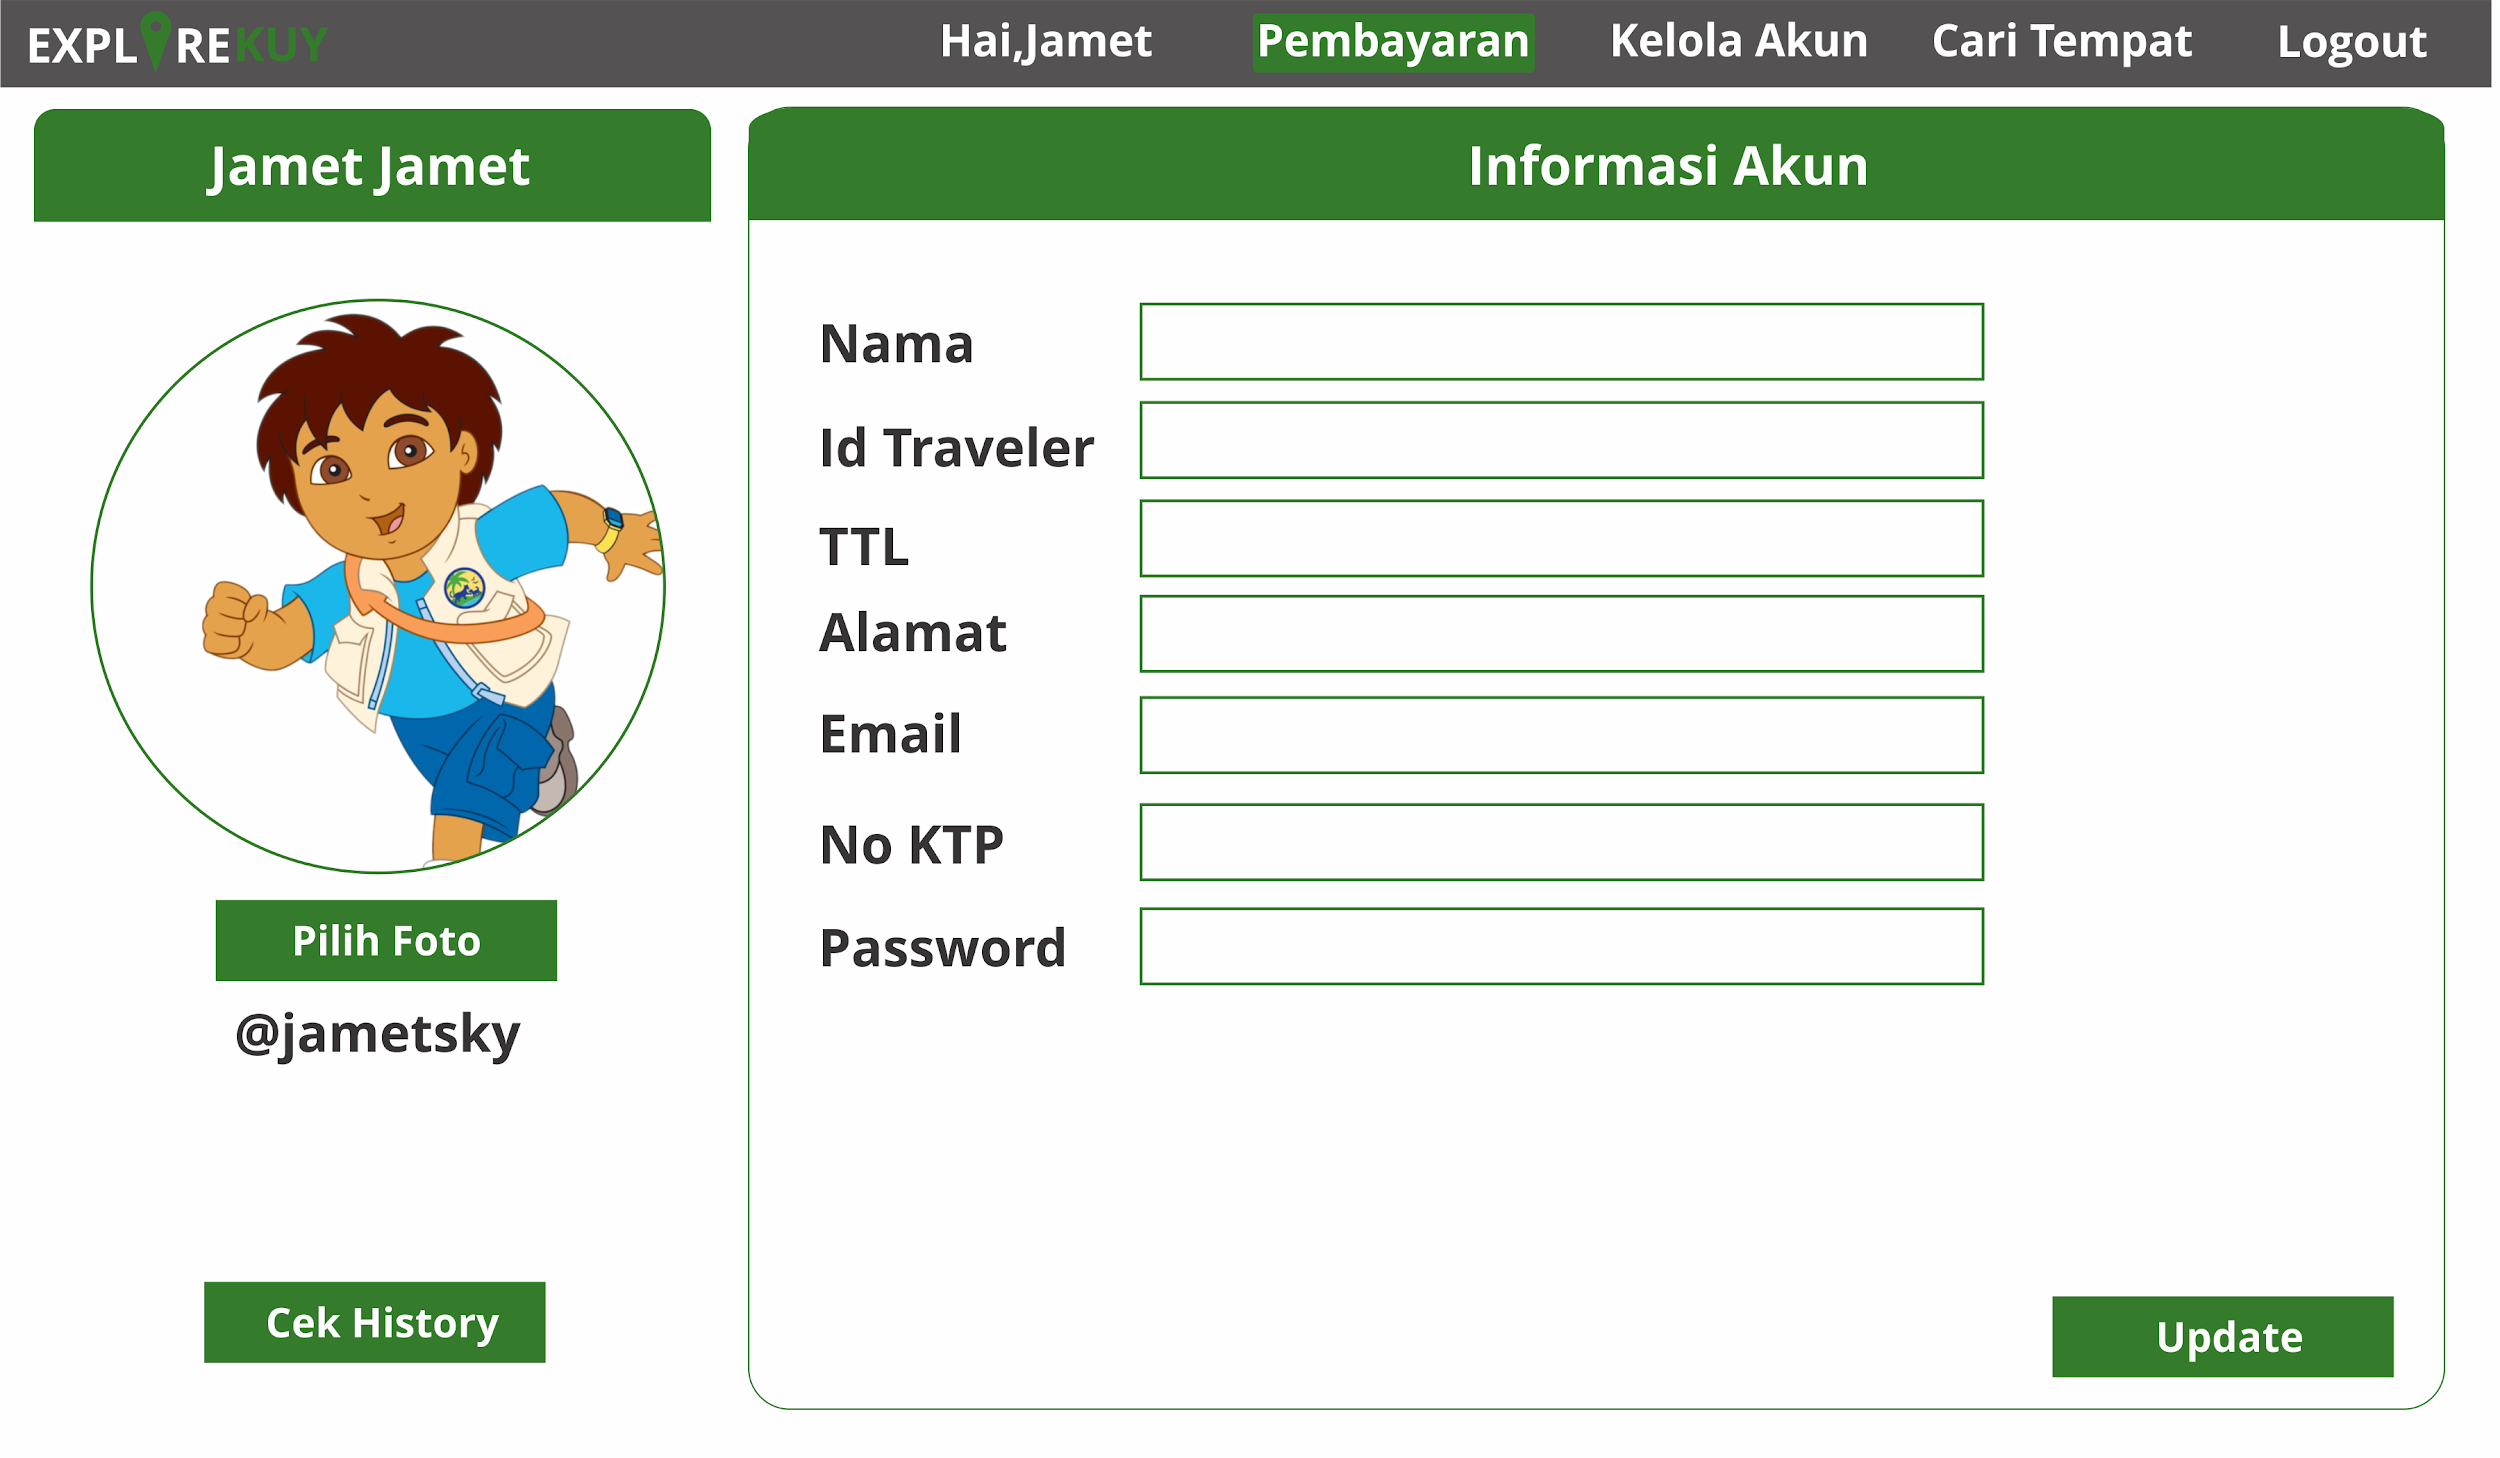 EXPLOREKUY
Hai,Jamet
Pembayaran
Kelola Akun
Cari Tempat
Logout
Jamet Jamet
Pilih Foto
@jametsky
Cek History
Informasi Akun
Nama
Id Traveler
TTL
Alamat
Email
No KTP
Password
Update